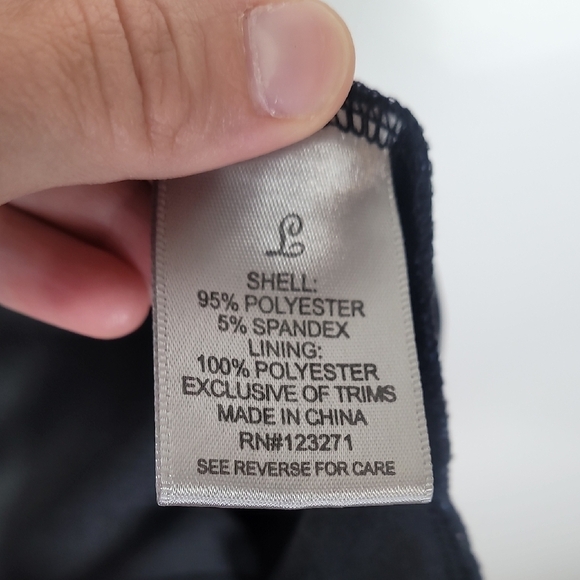 L
SHELL:
95% POLYESTER
5% SPANDEX
LINING:
100% POLYESTER
EXCLUSIVE OF TRIMS
MADE IN CHINA
RN#123271
SEE REVERSE FOR CARE